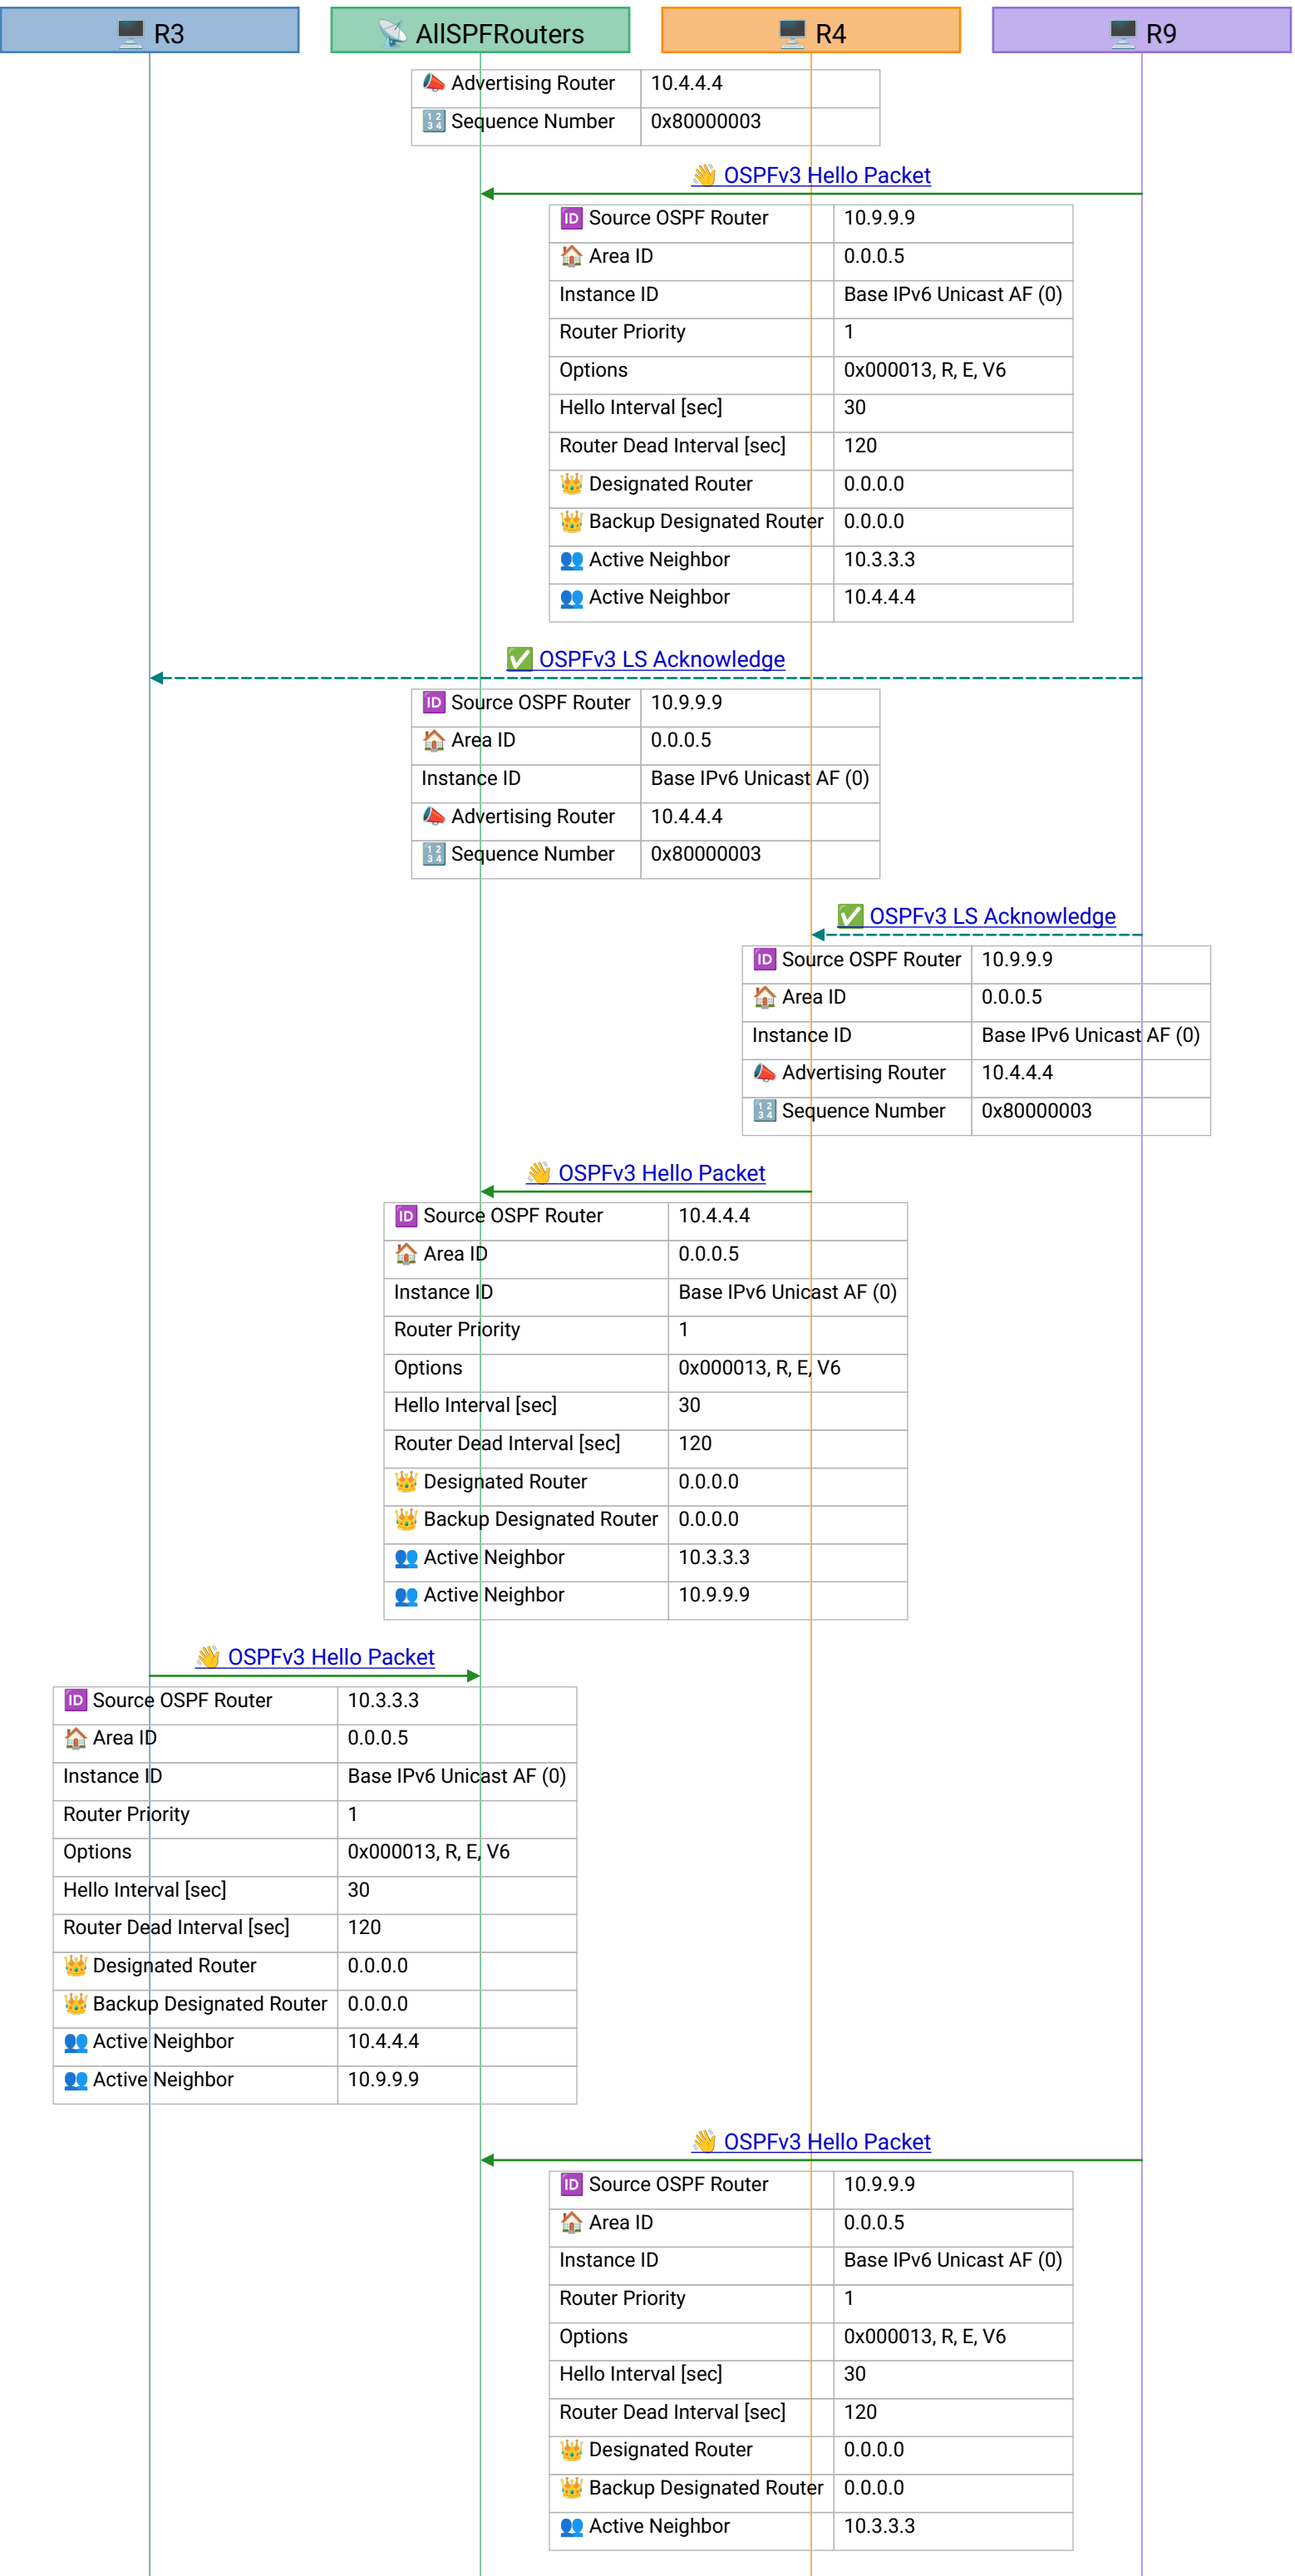 🖥️ R3
📡 AllSPFRouters
🖥️ R4
🖥️ R9
📣 Advertising Router 10.4.4.4
🔢 Sequence Number 0x80000003
👋 OSPFv3 Hello Packet
🆔 Source OSPF Router 10.9.9.9
🏠 Area ID 0.0.0.5
Instance ID Base IPv6 Unicast AF (0)
Router Priority 1
Options 0x000013, R, E, V6
Hello Interval [sec] 30
Router Dead Interval [sec] 120
👑 Designated Router 0.0.0.0
👑 Backup Designated Router 0.0.0.0
👥 Active Neighbor 10.3.3.3
👥 Active Neighbor 10.4.4.4
✅ OSPFv3 LS Acknowledge
🆔 Source OSPF Router 10.9.9.9
🏠 Area ID 0.0.0.5
Instance ID Base IPv6 Unicast AF (0)
📣 Advertising Router 10.4.4.4
🔢 Sequence Number 0x80000003
✅ OSPFv3 LS Acknowledge
🆔 Source OSPF Router 10.9.9.9
🏠 Area ID 0.0.0.5
Instance ID Base IPv6 Unicast AF (0)
📣 Advertising Router 10.4.4.4
🔢 Sequence Number 0x80000003
👋 OSPFv3 Hello Packet
🆔 Source OSPF Router 10.4.4.4
🏠 Area ID 0.0.0.5
Instance ID Base IPv6 Unicast AF (0)
Router Priority 1
Options 0x000013, R, E, V6
Hello Interval [sec] 30
Router Dead Interval [sec] 120
👑 Designated Router 0.0.0.0
👑 Backup Designated Router 0.0.0.0
👥 Active Neighbor 10.3.3.3
👥 Active Neighbor 10.9.9.9
👋 OSPFv3 Hello Packet
🆔 Source OSPF Router 10.3.3.3
🏠 Area ID 0.0.0.5
Instance ID Base IPv6 Unicast AF (0)
Router Priority 1
Options 0x000013, R, E, V6
Hello Interval [sec] 30
Router Dead Interval [sec] 120
👑 Designated Router 0.0.0.0
👑 Backup Designated Router 0.0.0.0
👥 Active Neighbor 10.4.4.4
👥 Active Neighbor 10.9.9.9
👋 OSPFv3 Hello Packet
🆔 Source OSPF Router 10.9.9.9
🏠 Area ID 0.0.0.5
Instance ID Base IPv6 Unicast AF (0)
Router Priority 1
Options 0x000013, R, E, V6
Hello Interval [sec] 30
Router Dead Interval [sec] 120
👑 Designated Router 0.0.0.0
👑 Backup Designated Router 0.0.0.0
👥 Active Neighbor 10.3.3.3